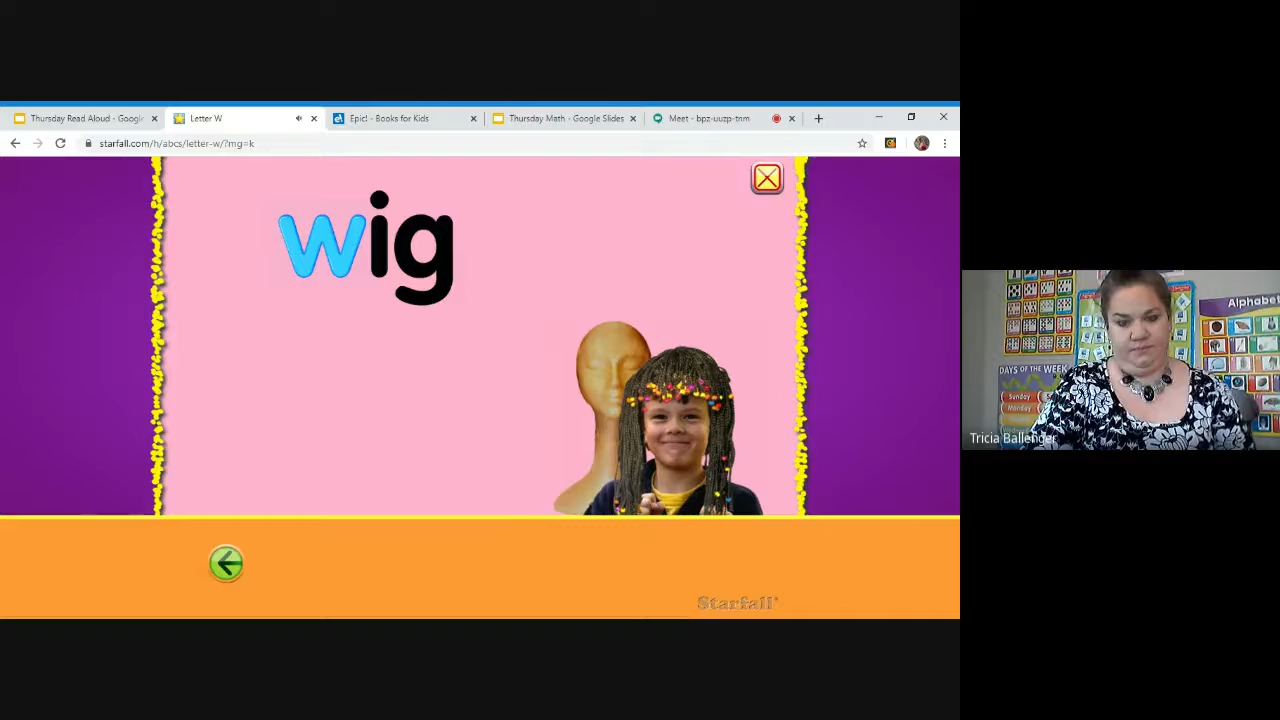 Thursday Read Aloud - Google
Letter W
Epic! - Books for Kids
Thursday Math - Google Slides
Meet - bpz-uuzp-tnm
starfall.com/h/abcs/letter-w/?mg=k
wig
Alphabet
DAYS OF THE WEEK
Sunday
Monday
Tricia Ballenger
Starfall